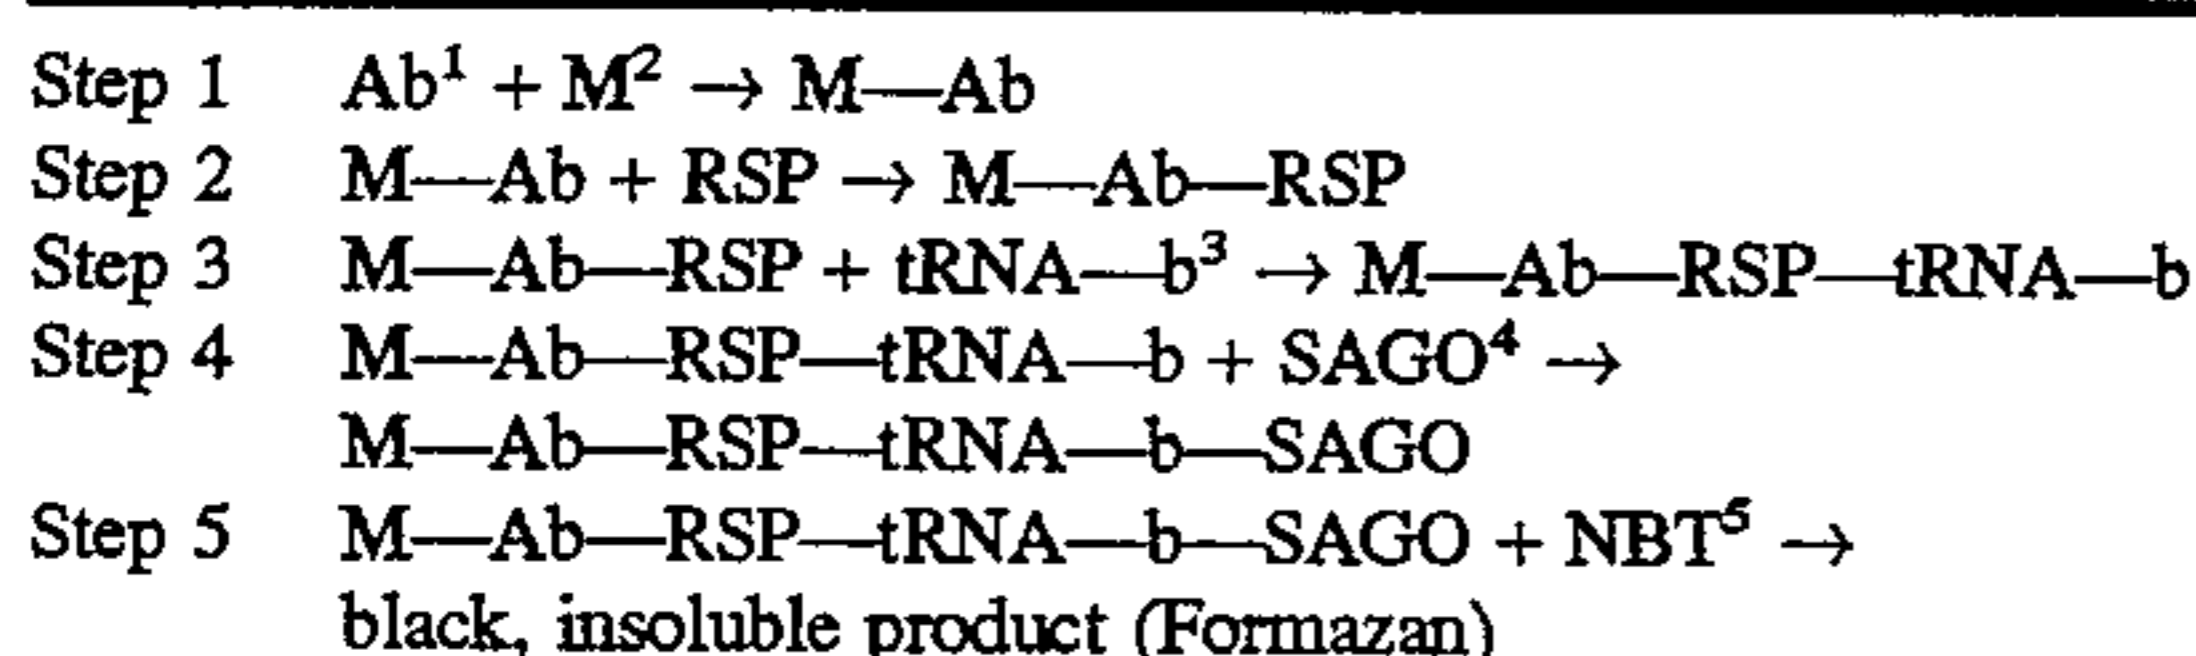 Step 1 Ab¹ + M² → M—Ab
Step 2 M—Ab + RSP → M—Ab—RSP
Step 3 M—Ab—RSP + tRNA—b³ → M—Ab—RSP—tRNA—b
Step 4 M—Ab—RSP—tRNA—b + SAGO⁴ →
M—Ab—RSP—tRNA—b—SAGO
Step 5 M—Ab—RSP—tRNA—b—SAGO + NBT⁵ →
black, insoluble product (Formazan)